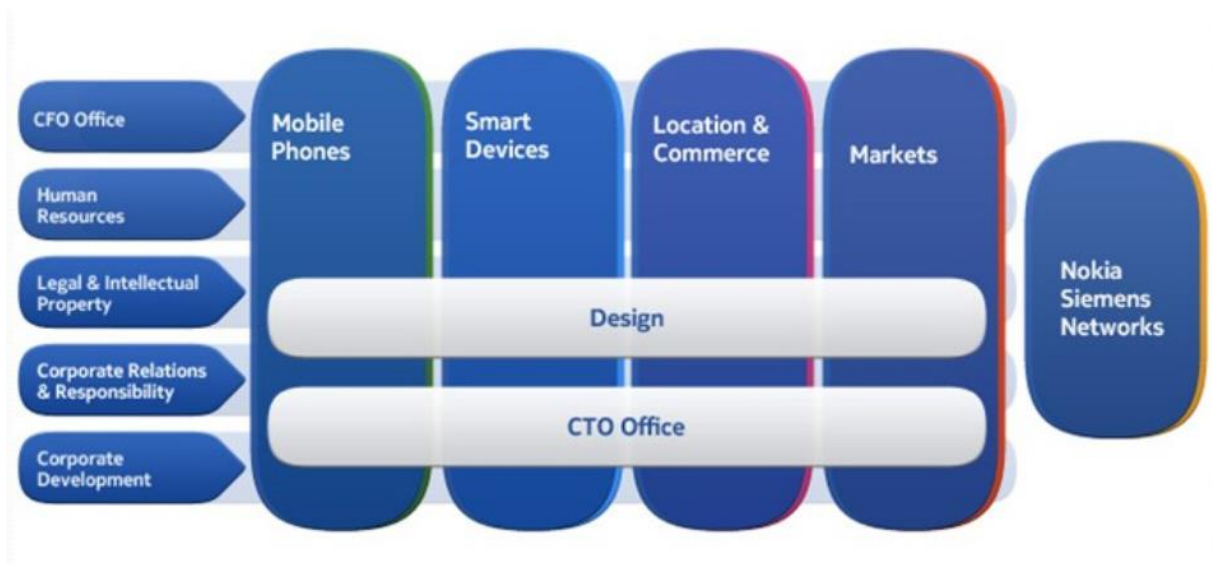 CFO Office
Human
Resources
Legal & Intellectual
Property
Corporate Relations
& Responsibility
Corporate
Development
Mobile
Phones
Smart
Devices
Location &
Commerce
Markets
Design
CTO Office
Nokia
Siemens
Networks